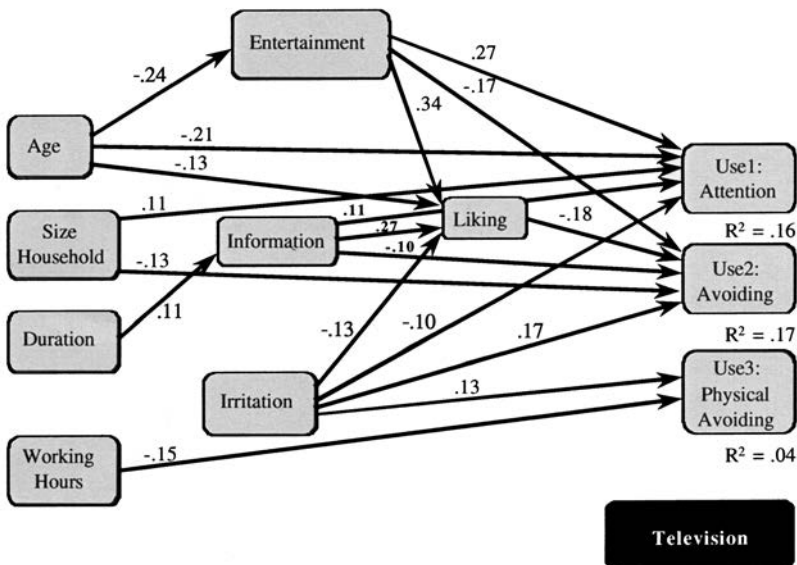 Entertainment
.27
-.24
-.17
.34
Age
-.21
-.13
Use1:
Attention
.11
Size
Household
.11
Information
.27
-.10
Liking
-.18
R² = .16
-.13
Use2:
Avoiding
Duration
.11
-.13
-.10
.17
R² = .17
Irritation
.13
Use3:
Physical
Avoiding
Working
Hours
-.15
R² = .04
Television